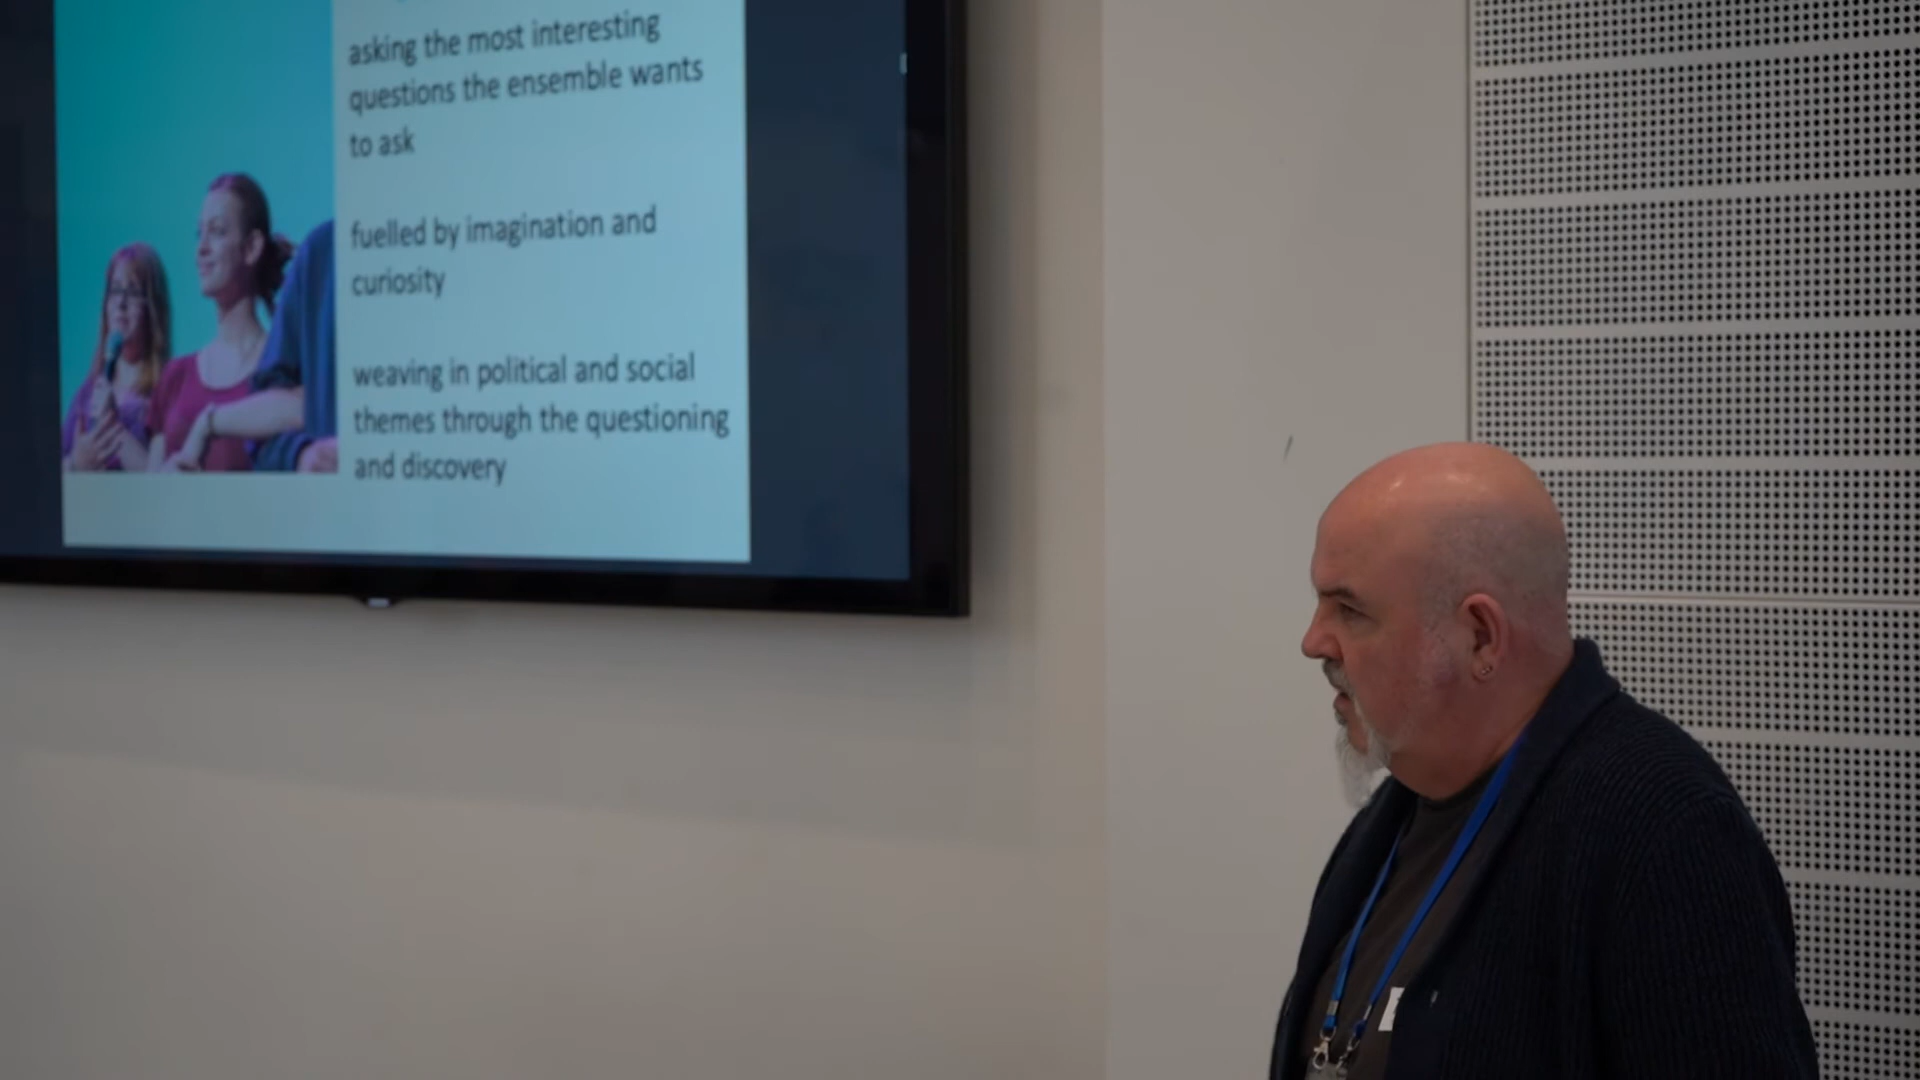 asking the most interesting
questions the ensemble wants
to ask
fuelled by imagination and
curiosity
weaving in political and social
themes through the questioning
and discovery